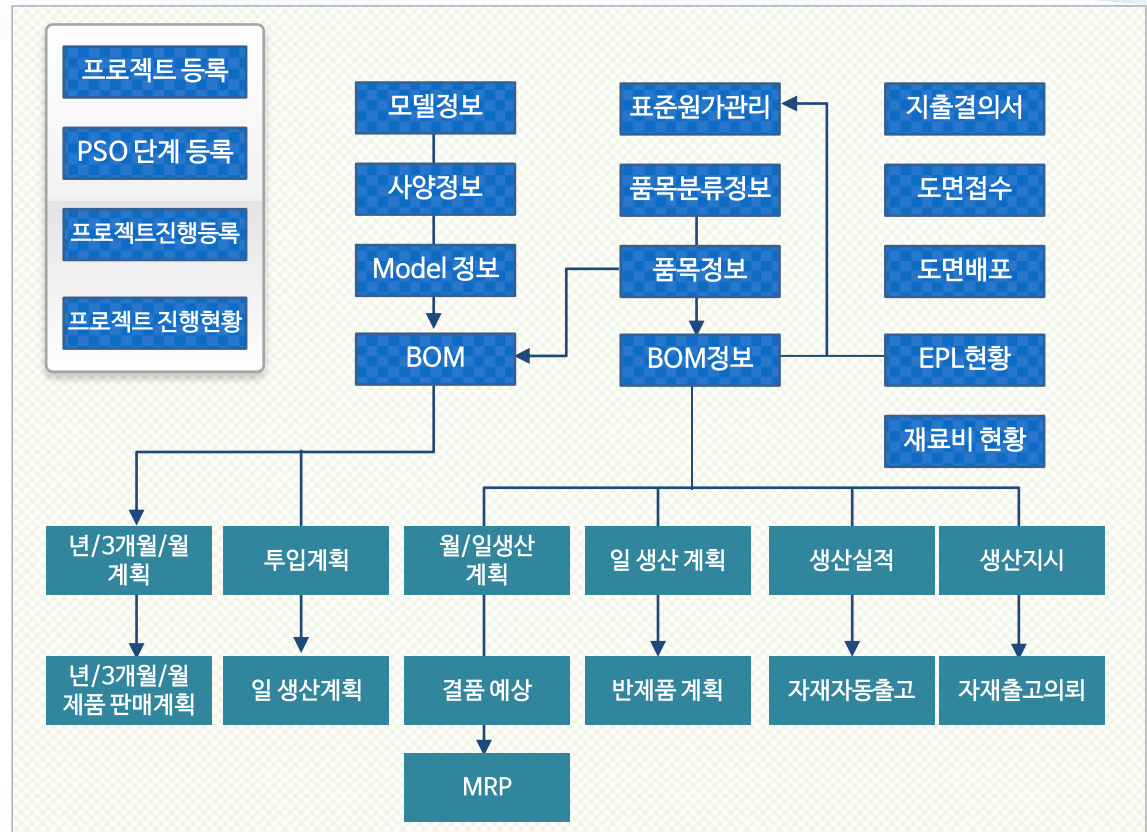 프로젝트 등록
PSO 단계 등록
프로젝트진행등록
프로젝트 진행현황
모델정보
사양정보
Model 정보
BOM
표준원가관리
품목분류정보
품목정보
BOM정보
지출결의서
도면접수
도면배포
EPL현황
재료비 현황
년/3개월/월
계획
투입계획
월/일생산
계획
일 생산 계획
생산실적
생산지시
년/3개월/월
제품 판매계획
일 생산계획
결품 예상
반제품 계획
자재자동출고
자재출고의뢰
MRP